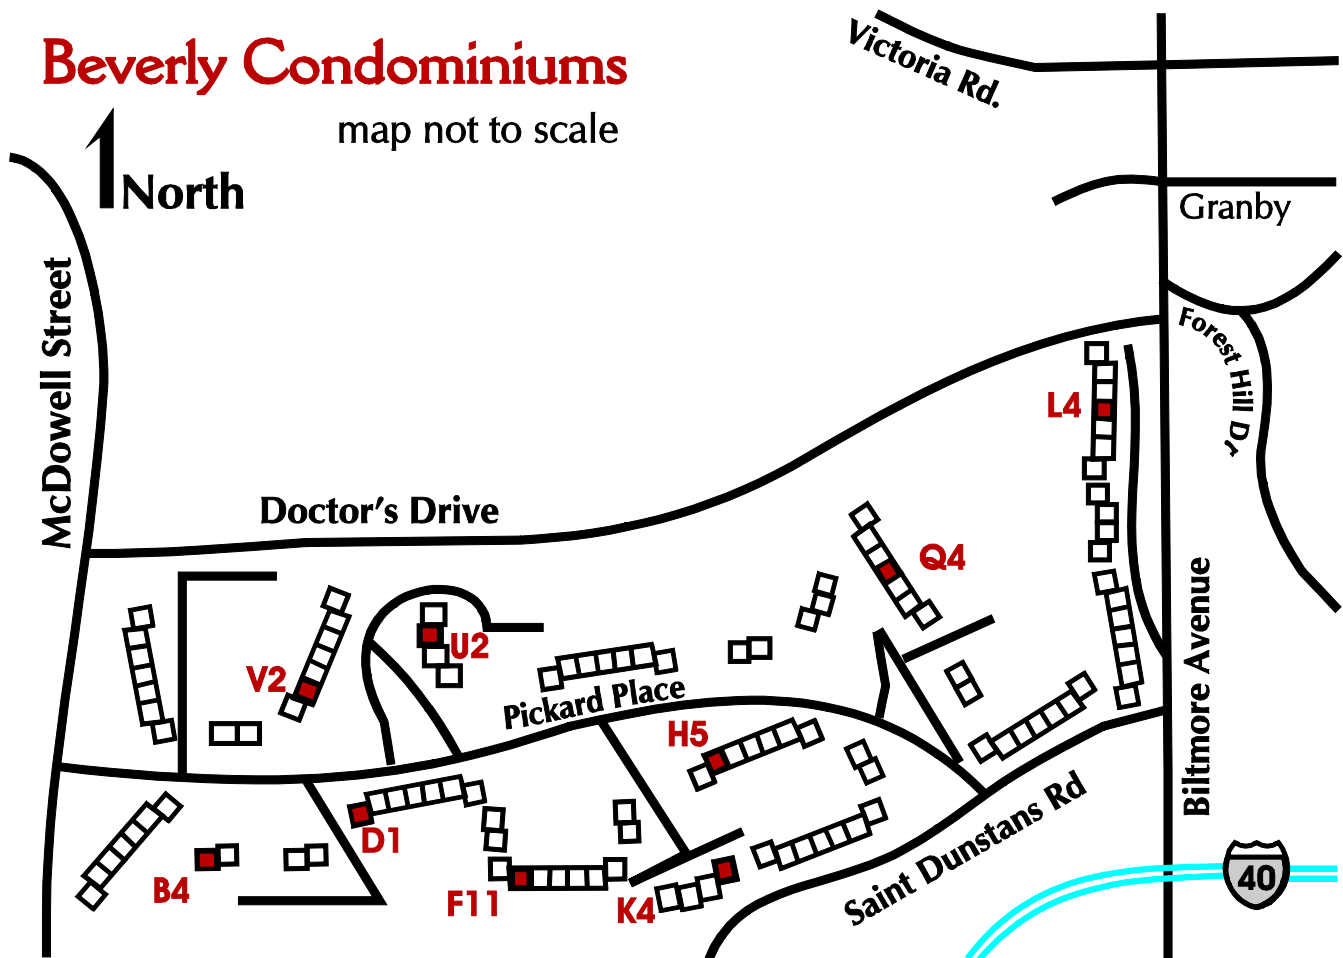 Beverly Condominiums
map not to scale
North
Victoria Rd.
Granby
Forest Hill Dr
McDowell Street
L4
Doctor's Drive
Q4
U2
V2
Pickard Place
H5
Biltmore Avenue
D1
B4
F11
K4
Saint Dunstans Rd
40